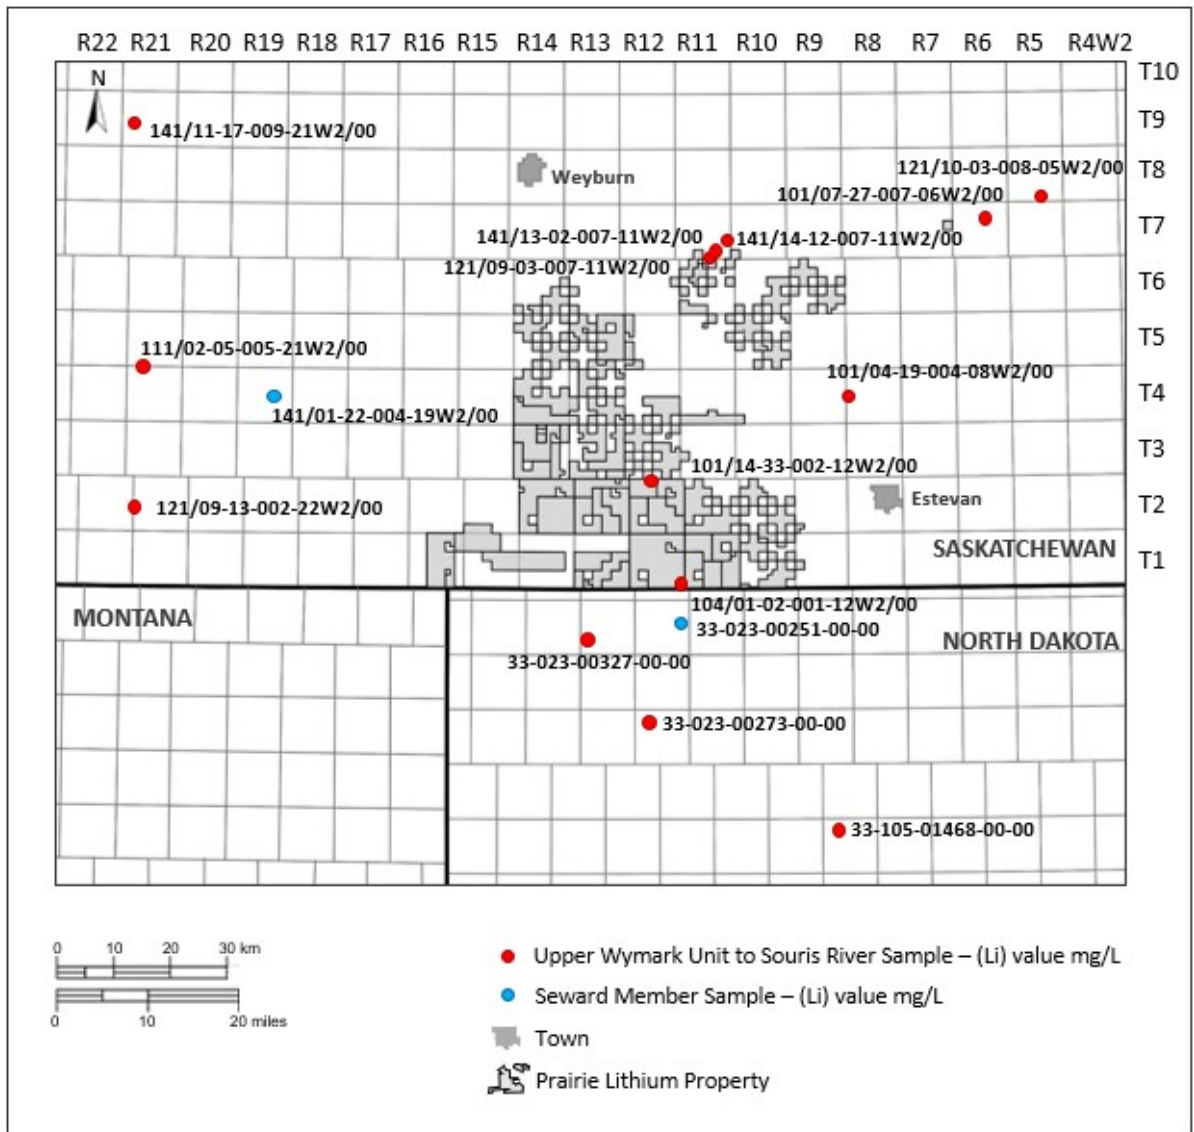 R22 R21 R20 R19 R18 R17 R16 R15 R14 R13 R12 R11 R10 R9 R8 R7 R6 R5 R4W2
T10
N
T9
141/11-17-009-21W2/00
T8
121/10-03-008-05W2/00
Weyburn
101/07-27-007-06W2/00
T7
141/13-02-007-11W2/00
141/14-12-007-11W2/00
121/09-03-007-11W2/00
T6
T5
111/02-05-005-21W2/00
101/04-19-004-08W2/00
T4
141/01-22-004-19W2/00
T3
101/14-33-002-12W2/00
Estevan
T2
121/09-13-002-22W2/00
SASKATCHEWAN
T1
104/01-02-001-12W2/00
MONTANA
33-023-00251-00-00
NORTH DAKOTA
33-023-00327-00-00
33-023-00273-00-00
33-105-01468-00-00
0 10 20 30 km
0 10 20 miles
Upper Wymark Unit to Souris River Sample – (Li) value mg/L
Seward Member Sample – (Li) value mg/L
Town
Prairie Lithium Property